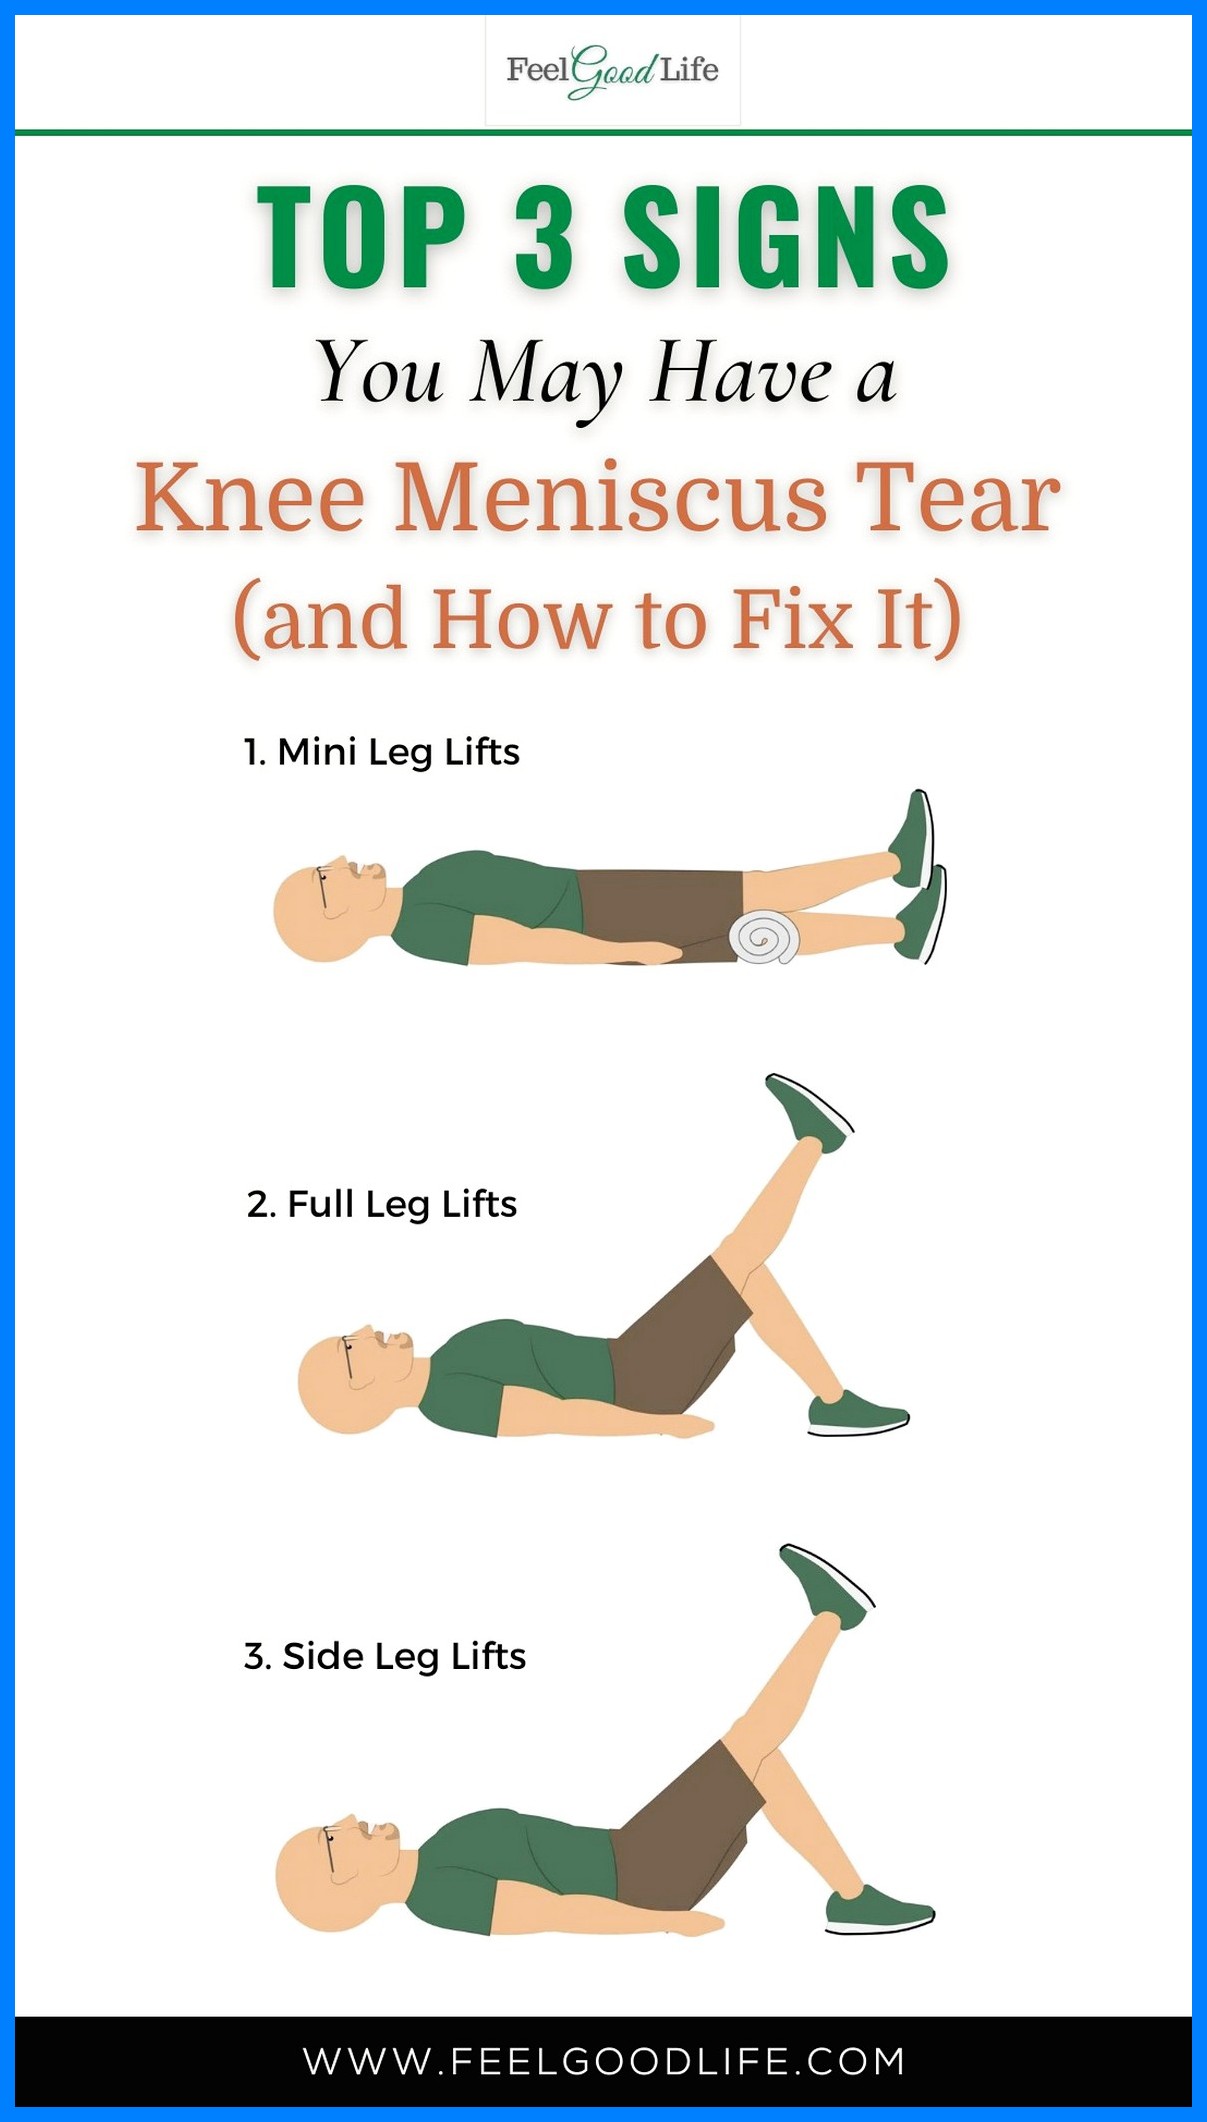 Feel Good Life
TOP 3 SIGNS
You May Have a
Knee Meniscus Tear
(and How to Fix It)
1. Mini Leg Lifts
2. Full Leg Lifts
3. Side Leg Lifts
WWW.FEELGOODLIFE.COM